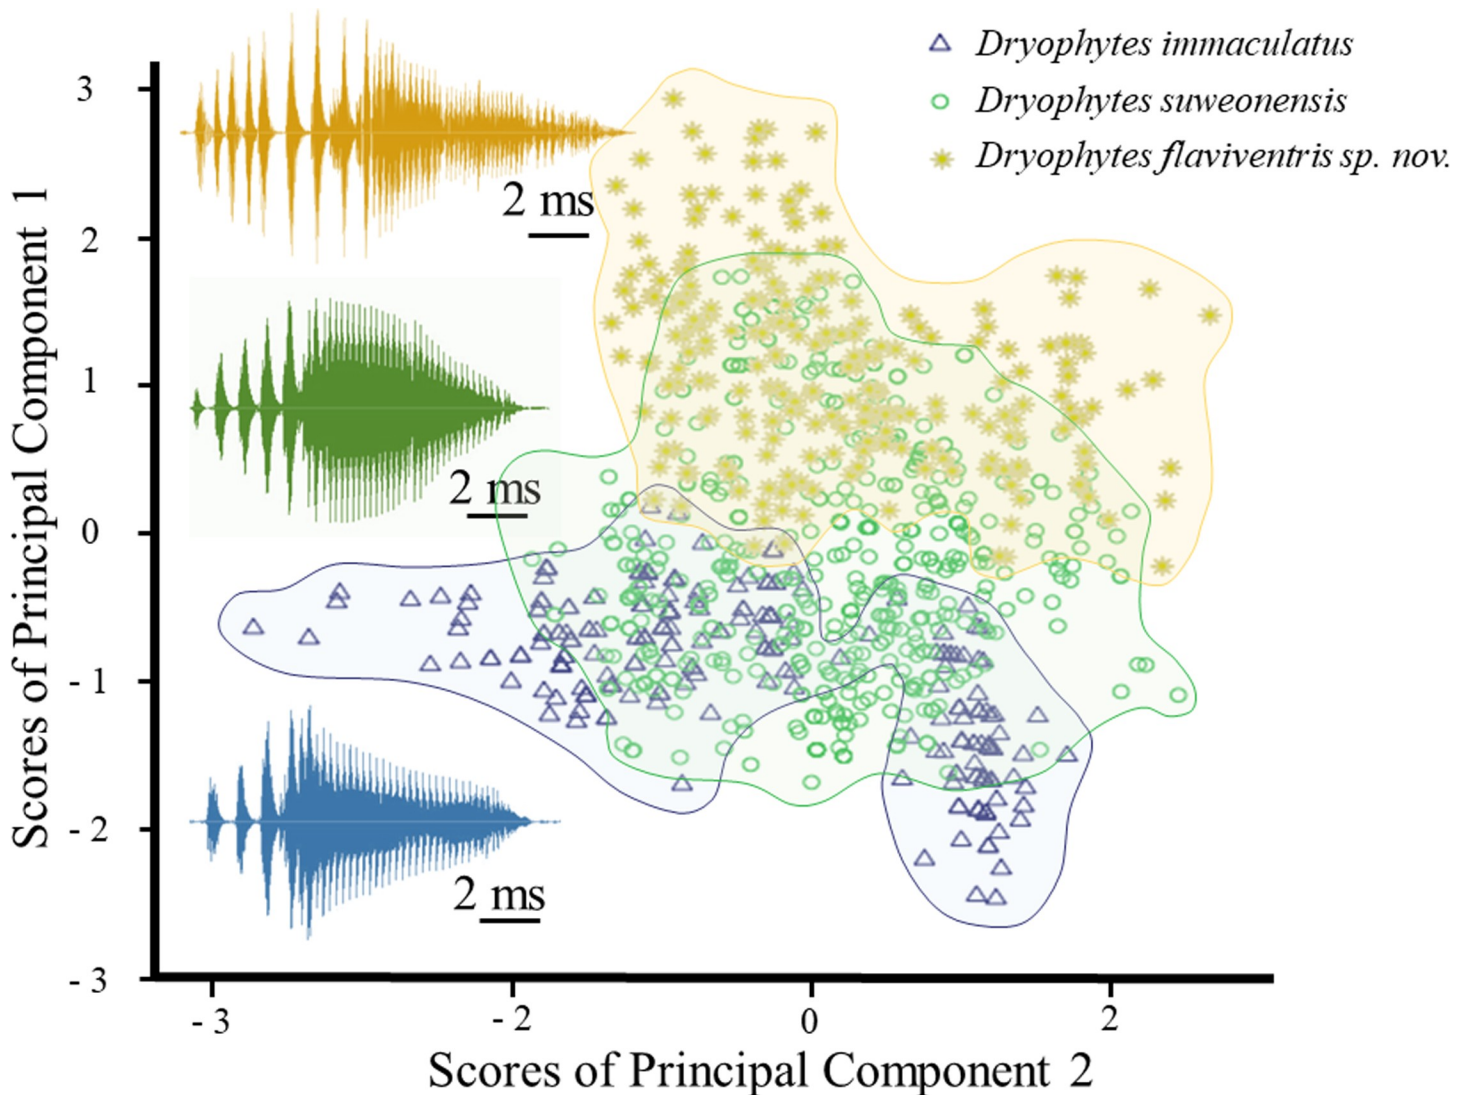 Dryophytes immaculatus
Dryophytes suweonensis
Dryophytes flaviventris sp. nov.
3
2
1
0
- 1
- 2
- 3
Scores of Principal Component 1
2 ms
2 ms
2 ms
- 3
- 2
0
2
Scores of Principal Component 2